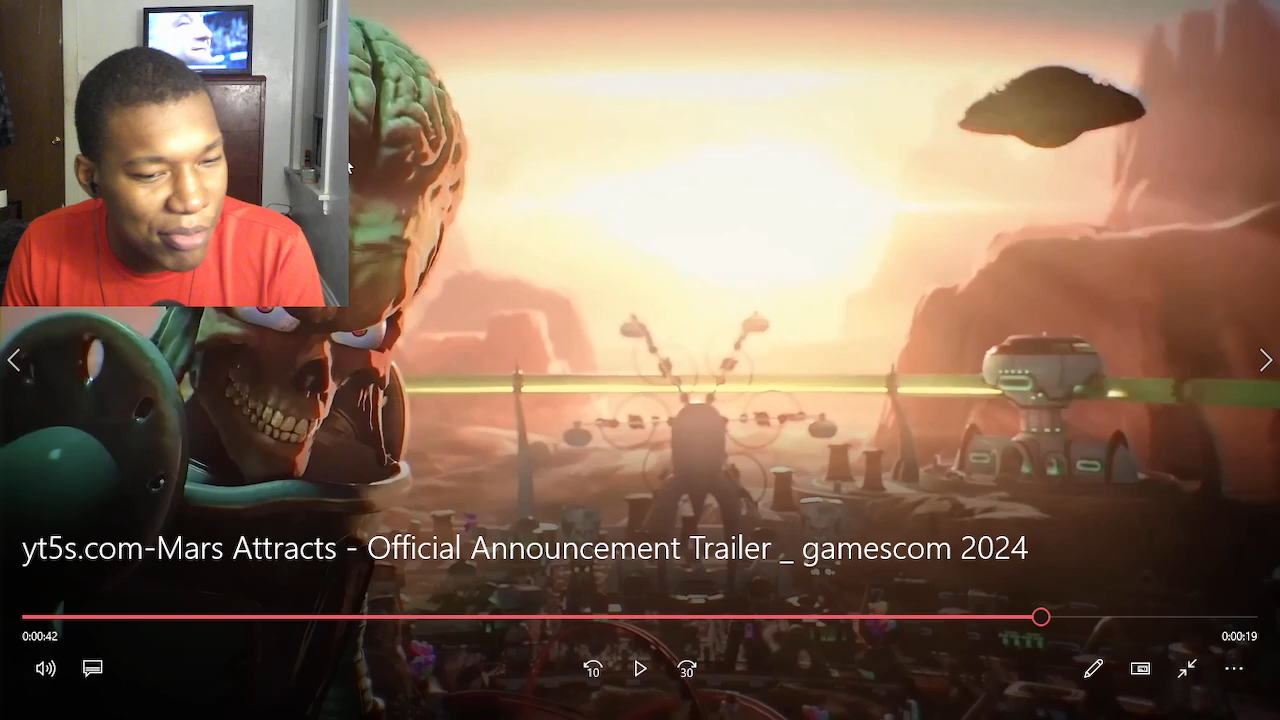 yt5s.com-Mars Attracts - Official Announcement Trailer _ gamescom 2024
0:00:42
0:00:19
10
30